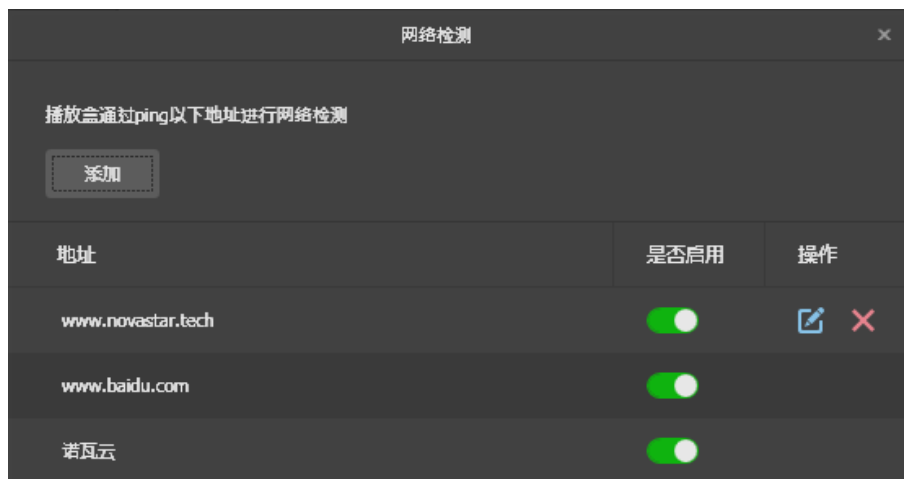 网络检测
播放盒通过ping以下地址进行网络检测
添加
地址 是否启用 操作
www.novastar.tech
www.baidu.com
诺瓦云